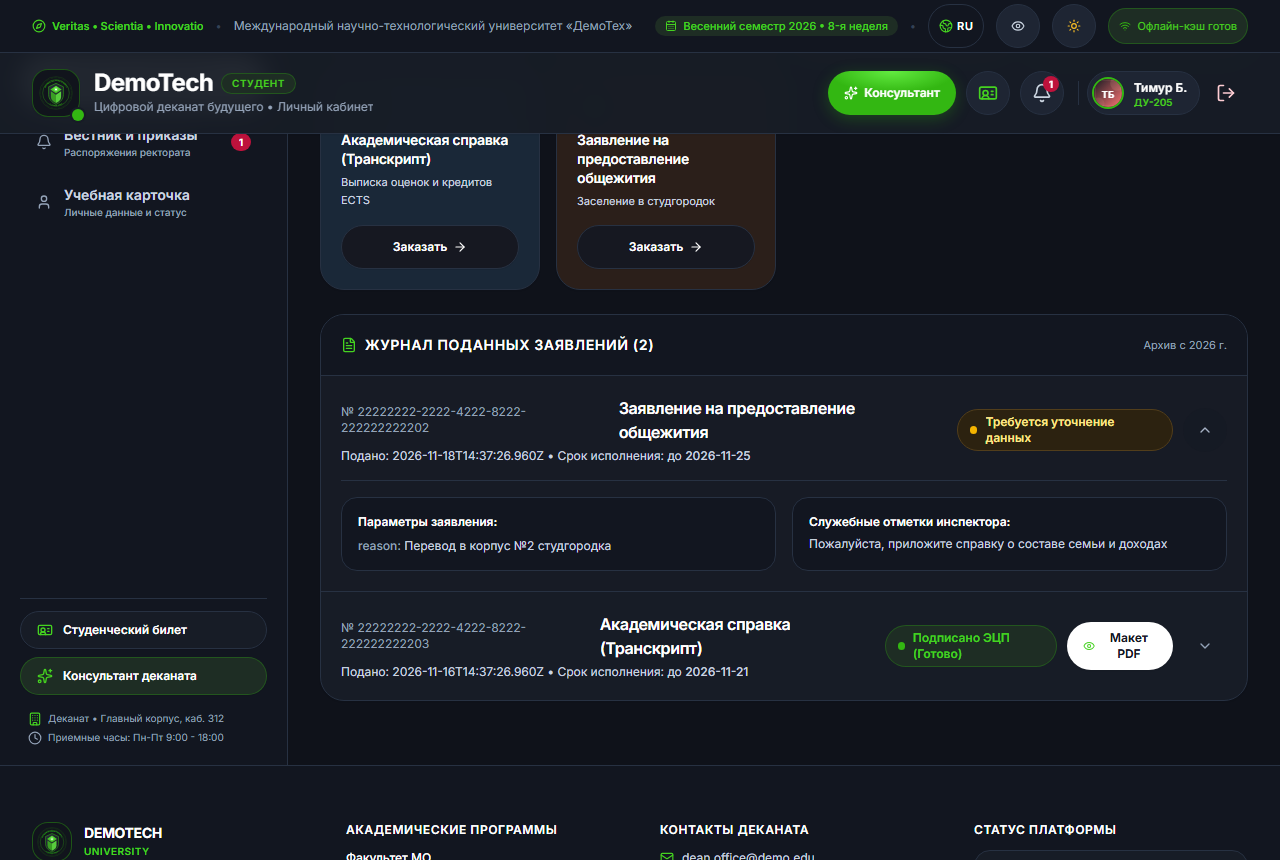 Veritas • Scientia • Innovatio • Международный научно-технологический университет «ДемоТех» Весенний семестр 2026 • 8-я неделя • RU Офлайн-кэш готов
DemoTech СТУДЕНТ
Цифровой деканат будущего • Личный кабинет
Консультант
1
ТБ
Тимур Б.
ДУ-205
Вестник и приказы
Распоряжения ректората
1
Учебная карточка
Личные данные и статус
Академическая справка
(Транскрипт)
Выписка оценок и кредитов
ECTS
Заказать →
Заявление на
предоставление
общежития
Заселение в студгородок
Заказать →
ЖУРНАЛ ПОДАННЫХ ЗАЯВЛЕНИЙ (2)
Архив с 2026 г.
№ 22222222-2222-4222-8222-
222222222202
Заявление на предоставление
общежития
Подано: 2026-11-18T14:37:26.960Z • Срок исполнения: до 2026-11-25
Требуется уточнение
данных
Параметры заявления:
reason: Перевод в корпус №2 студгородка
Служебные отметки инспектора:
Пожалуйста, приложите справку о составе семьи и доходах
№ 22222222-2222-4222-8222-
222222222203
Академическая справка
(Транскрипт)
Подано: 2026-11-16T14:37:26.960Z • Срок исполнения: до 2026-11-21
Подписано ЭЦП
(Готово)
Макет
PDF
Студенческий билет
Консультант деканата
Деканат • Главный корпус, каб. 312
Приемные часы: Пн-Пт 9:00 - 18:00
DEMOTECH
UNIVERSITY
АКАДЕМИЧЕСКИЕ ПРОГРАММЫ
Факультет МО
КОНТАКТЫ ДЕКАНАТА
dean.office@demo.edu
СТАТУС ПЛАТФОРМЫ